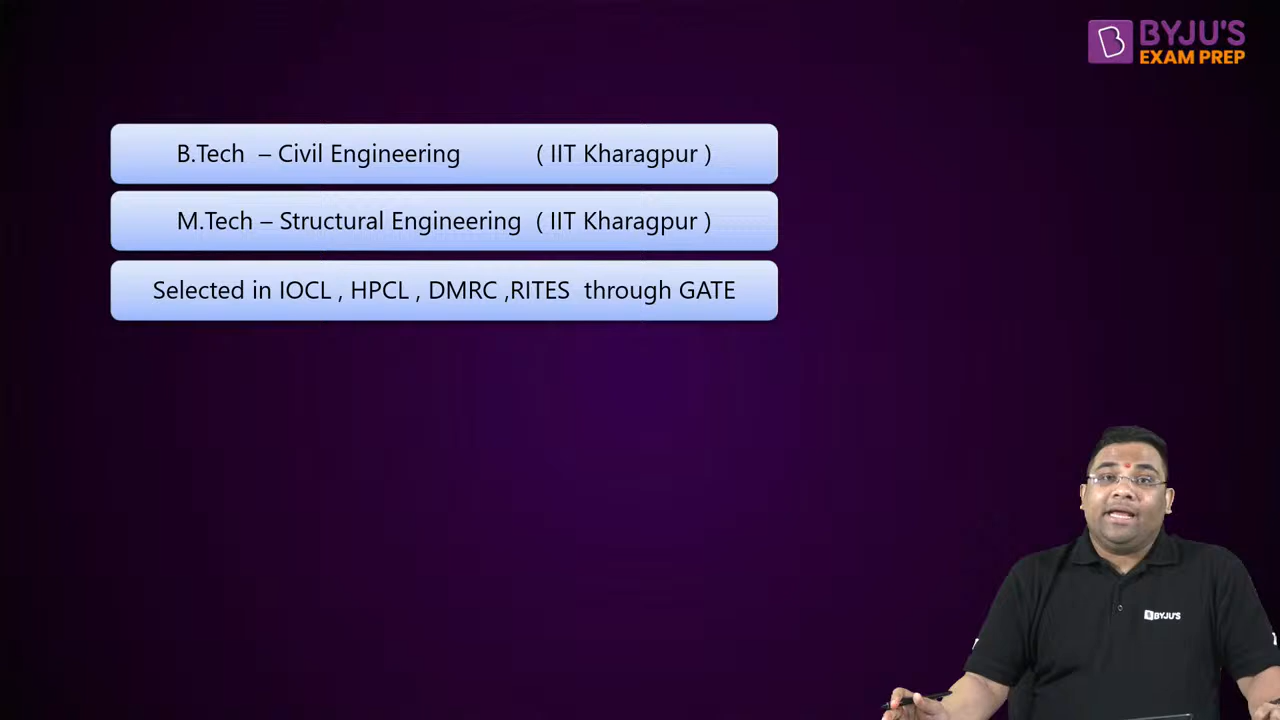 BYJU'S
EXAM PREP
B.Tech – Civil Engineering ( IIT Kharagpur )
M.Tech – Structural Engineering ( IIT Kharagpur )
Selected in IOCL , HPCL , DMRC ,RITES through GATE
BYJU'S